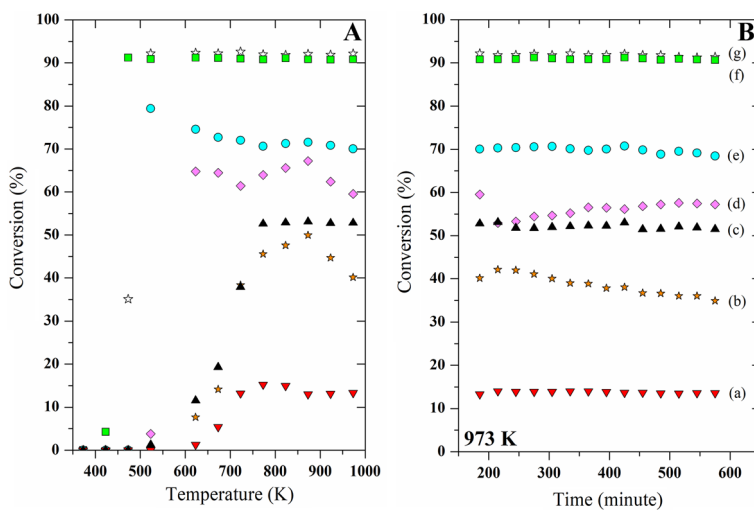 A
100
90
80
70
60
50
40
30
20
10
0
Conversion (%)
400 500 600 700 800 900 1000
Temperature (K)
B
100
90
80
70
60
50
40
30
20
10
0
Conversion (%)
(g)
(f)
(e)
(d)
(c)
(b)
(a)
973 K
200 300 400 500 600
Time (minute)